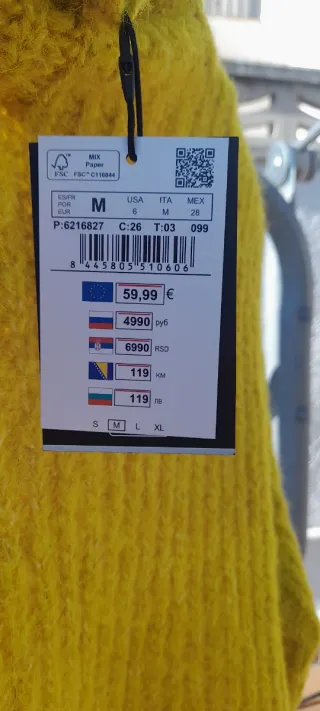 MIX
Paper
FSC FSC™ C116844
ES/FR
POR
EUR
M
USA
6
ITA
M
MEX
28
P:6216827 C:26 T:03 099
8 445805 510606
59,99 €
4990 руб
6990 RSD
119 KM
119 лв
S M L XL